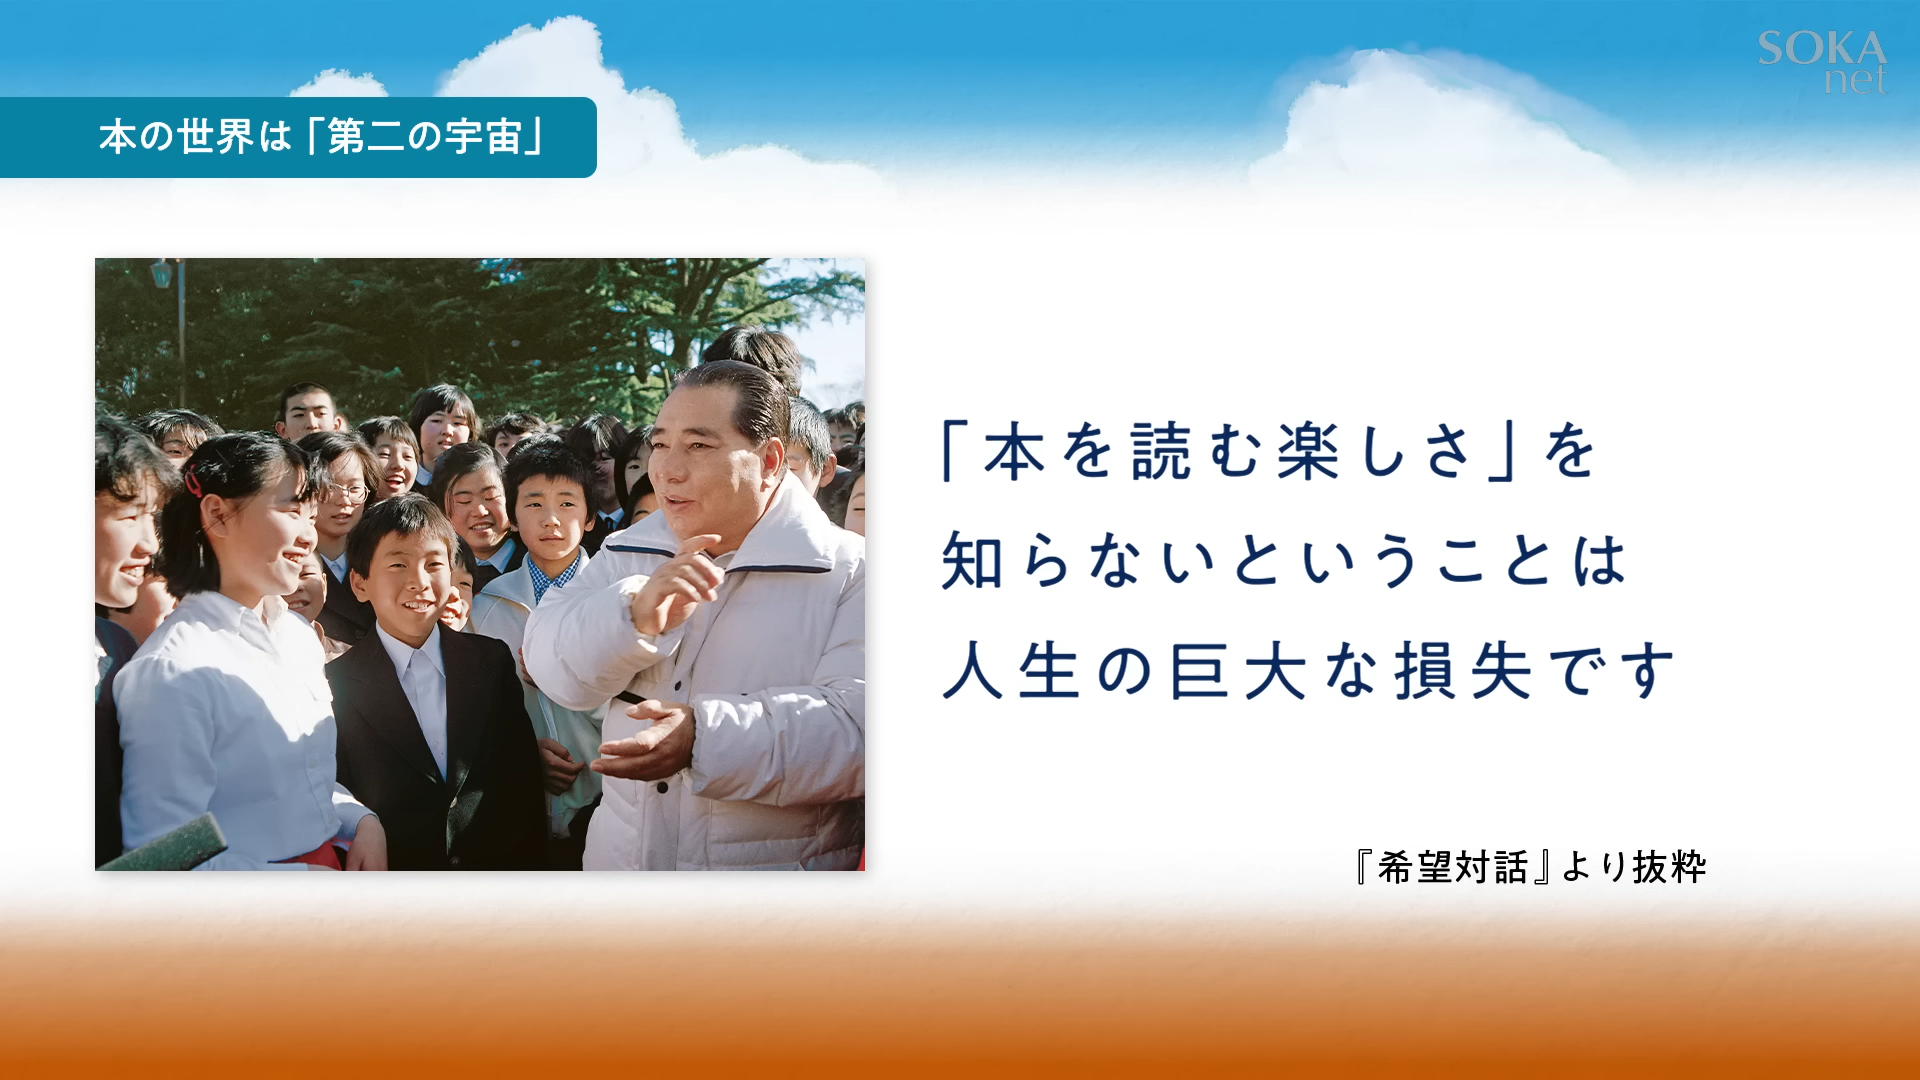 SOKA
net
本の世界は「第二の宇宙」
「本を読む楽しさ」を
知らないということは
人生の巨大な損失です
『希望対話』より抜粋